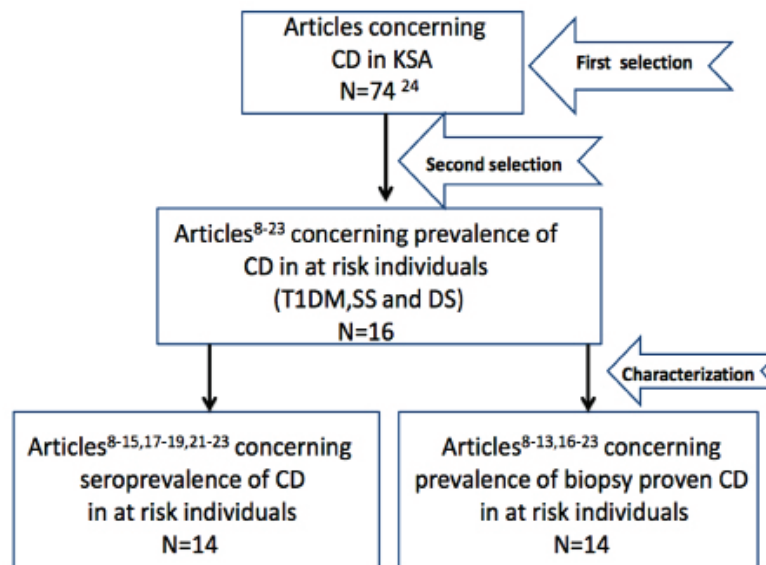 Articles concerning
CD in KSA
N=74 24
First selection
Second selection
Articles8-23 concerning prevalence of
CD in at risk individuals
(T1DM,SS and DS)
N=16
Characterization
Articles8-15,17-19,21-23 concerning
seroprevalence of CD
in at risk individuals
N=14
Articles8-13,16-23 concerning
prevalence of biopsy proven CD
in at risk individuals
N=14